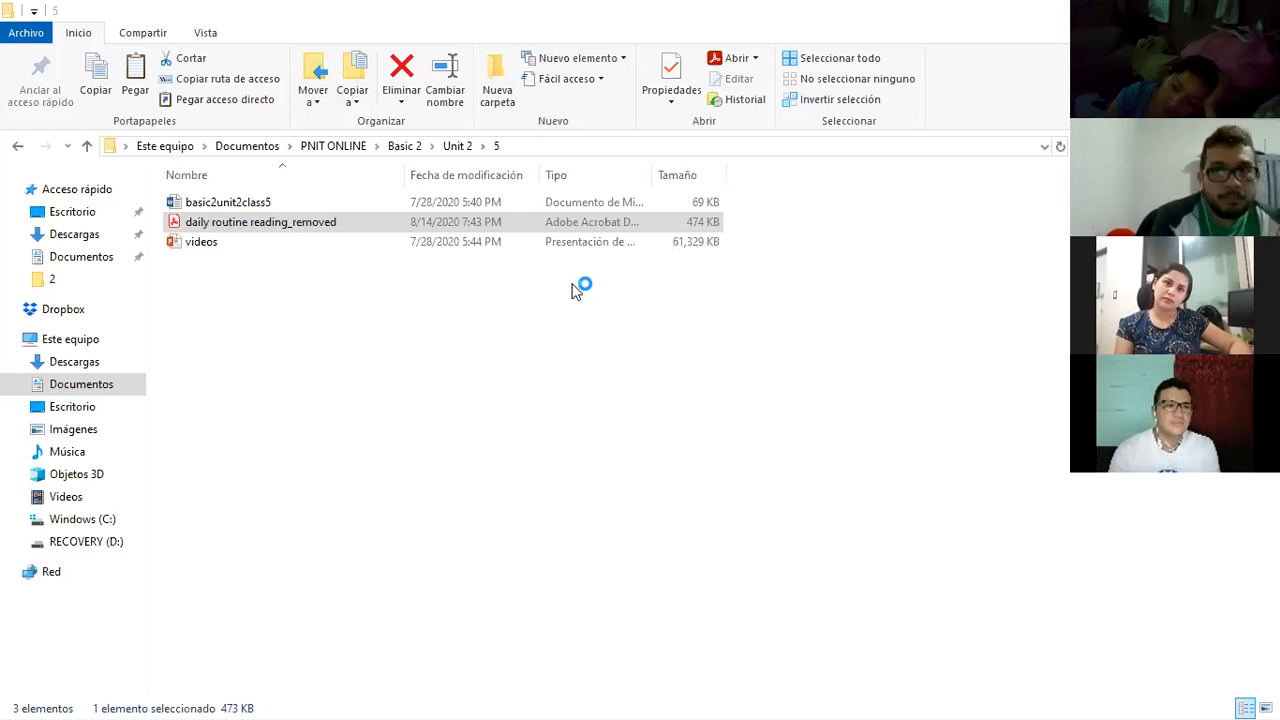 5
Archivo Inicio Compartir Vista
Anclar al acceso rápido
Copiar
Pegar
Cortar
Copiar ruta de acceso
Pegar acceso directo
Portapapeles
Mover a
Copiar a
Eliminar
Cambiar nombre
Organizar
Nueva carpeta
Nuevo elemento
Fácil acceso
Nuevo
Propiedades
Abrir
Editar
Historial
Abrir
Seleccionar todo
No seleccionar ninguno
Invertir selección
Seleccionar
Este equipo > Documentos > PNIT ONLINE > Basic 2 > Unit 2 > 5
Nombre Fecha de modificación Tipo Tamaño
basic2unit2class5 7/28/2020 5:40 PM Documento de Mi... 69 KB
daily routine reading_removed 8/14/2020 7:43 PM Adobe Acrobat D... 474 KB
videos 7/28/2020 5:44 PM Presentación de ... 61,329 KB
Acceso rápido
Escritorio
Descargas
Documentos
2
Dropbox
Este equipo
Descargas
Documentos
Escritorio
Imágenes
Música
Objetos 3D
Videos
Windows (C:)
RECOVERY (D:)
Red
3 elementos 1 elemento seleccionado 473 KB